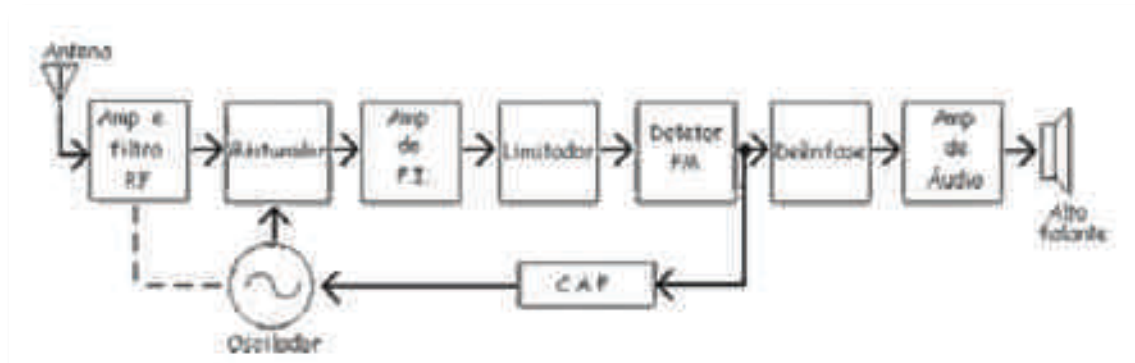 Antena
Amp e
filtro
RF
Misturador
Amp
de
F.I.
Limitador
Detetor
FM
Deênfase
Amp
de
Áudio
Alto
falante
C A F
Oscilador